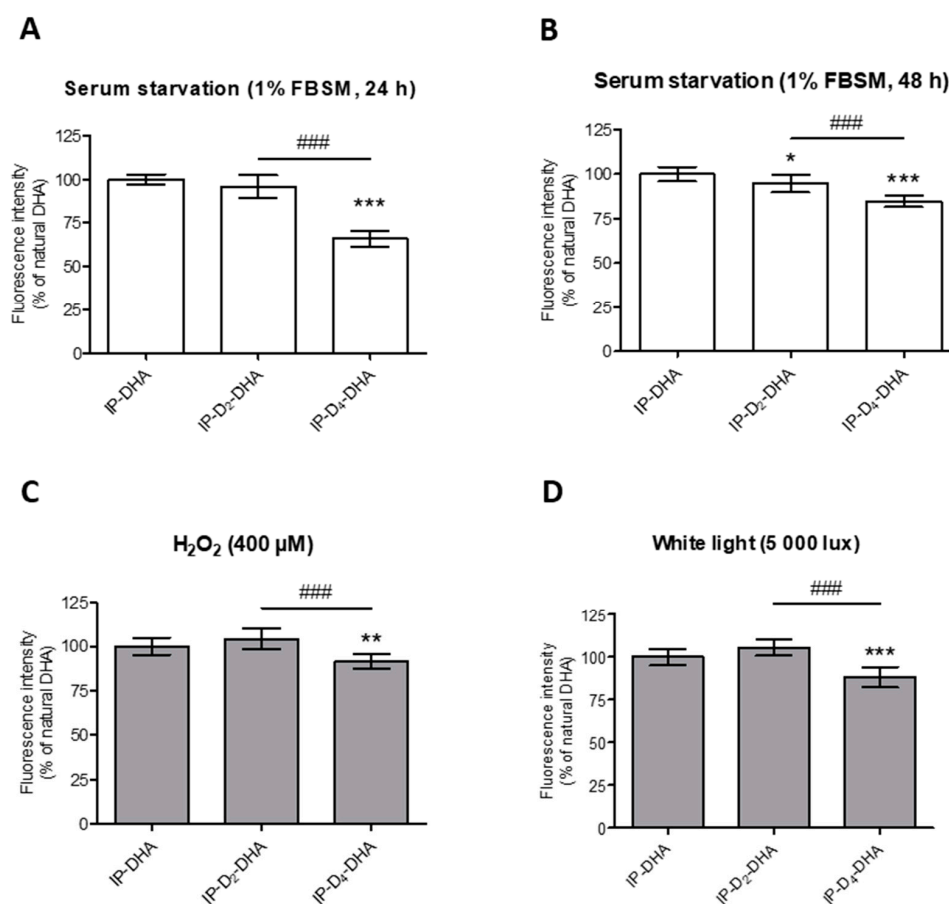 A
Serum starvation (1% FBSM, 24 h)
Fluorescence intensity
(% of natural DHA)
125
100
75
50
25
0
###
***
IP-DHA
IP-D₂-DHA
IP-D₄-DHA
B
Serum starvation (1% FBSM, 48 h)
Fluorescence intensity
(% of natural DHA)
125
100
75
50
25
0
###
*
***
IP-DHA
IP-D₂-DHA
IP-D₄-DHA
C
H₂O₂ (400 µM)
Fluorescence intensity
(% of natural DHA)
125
100
75
50
25
0
###
**
IP-DHA
IP-D₂-DHA
IP-D₄-DHA
D
White light (5 000 lux)
Fluorescence intensity
(% of natural DHA)
125
100
75
50
25
0
###
***
IP-DHA
IP-D₂-DHA
IP-D₄-DHA